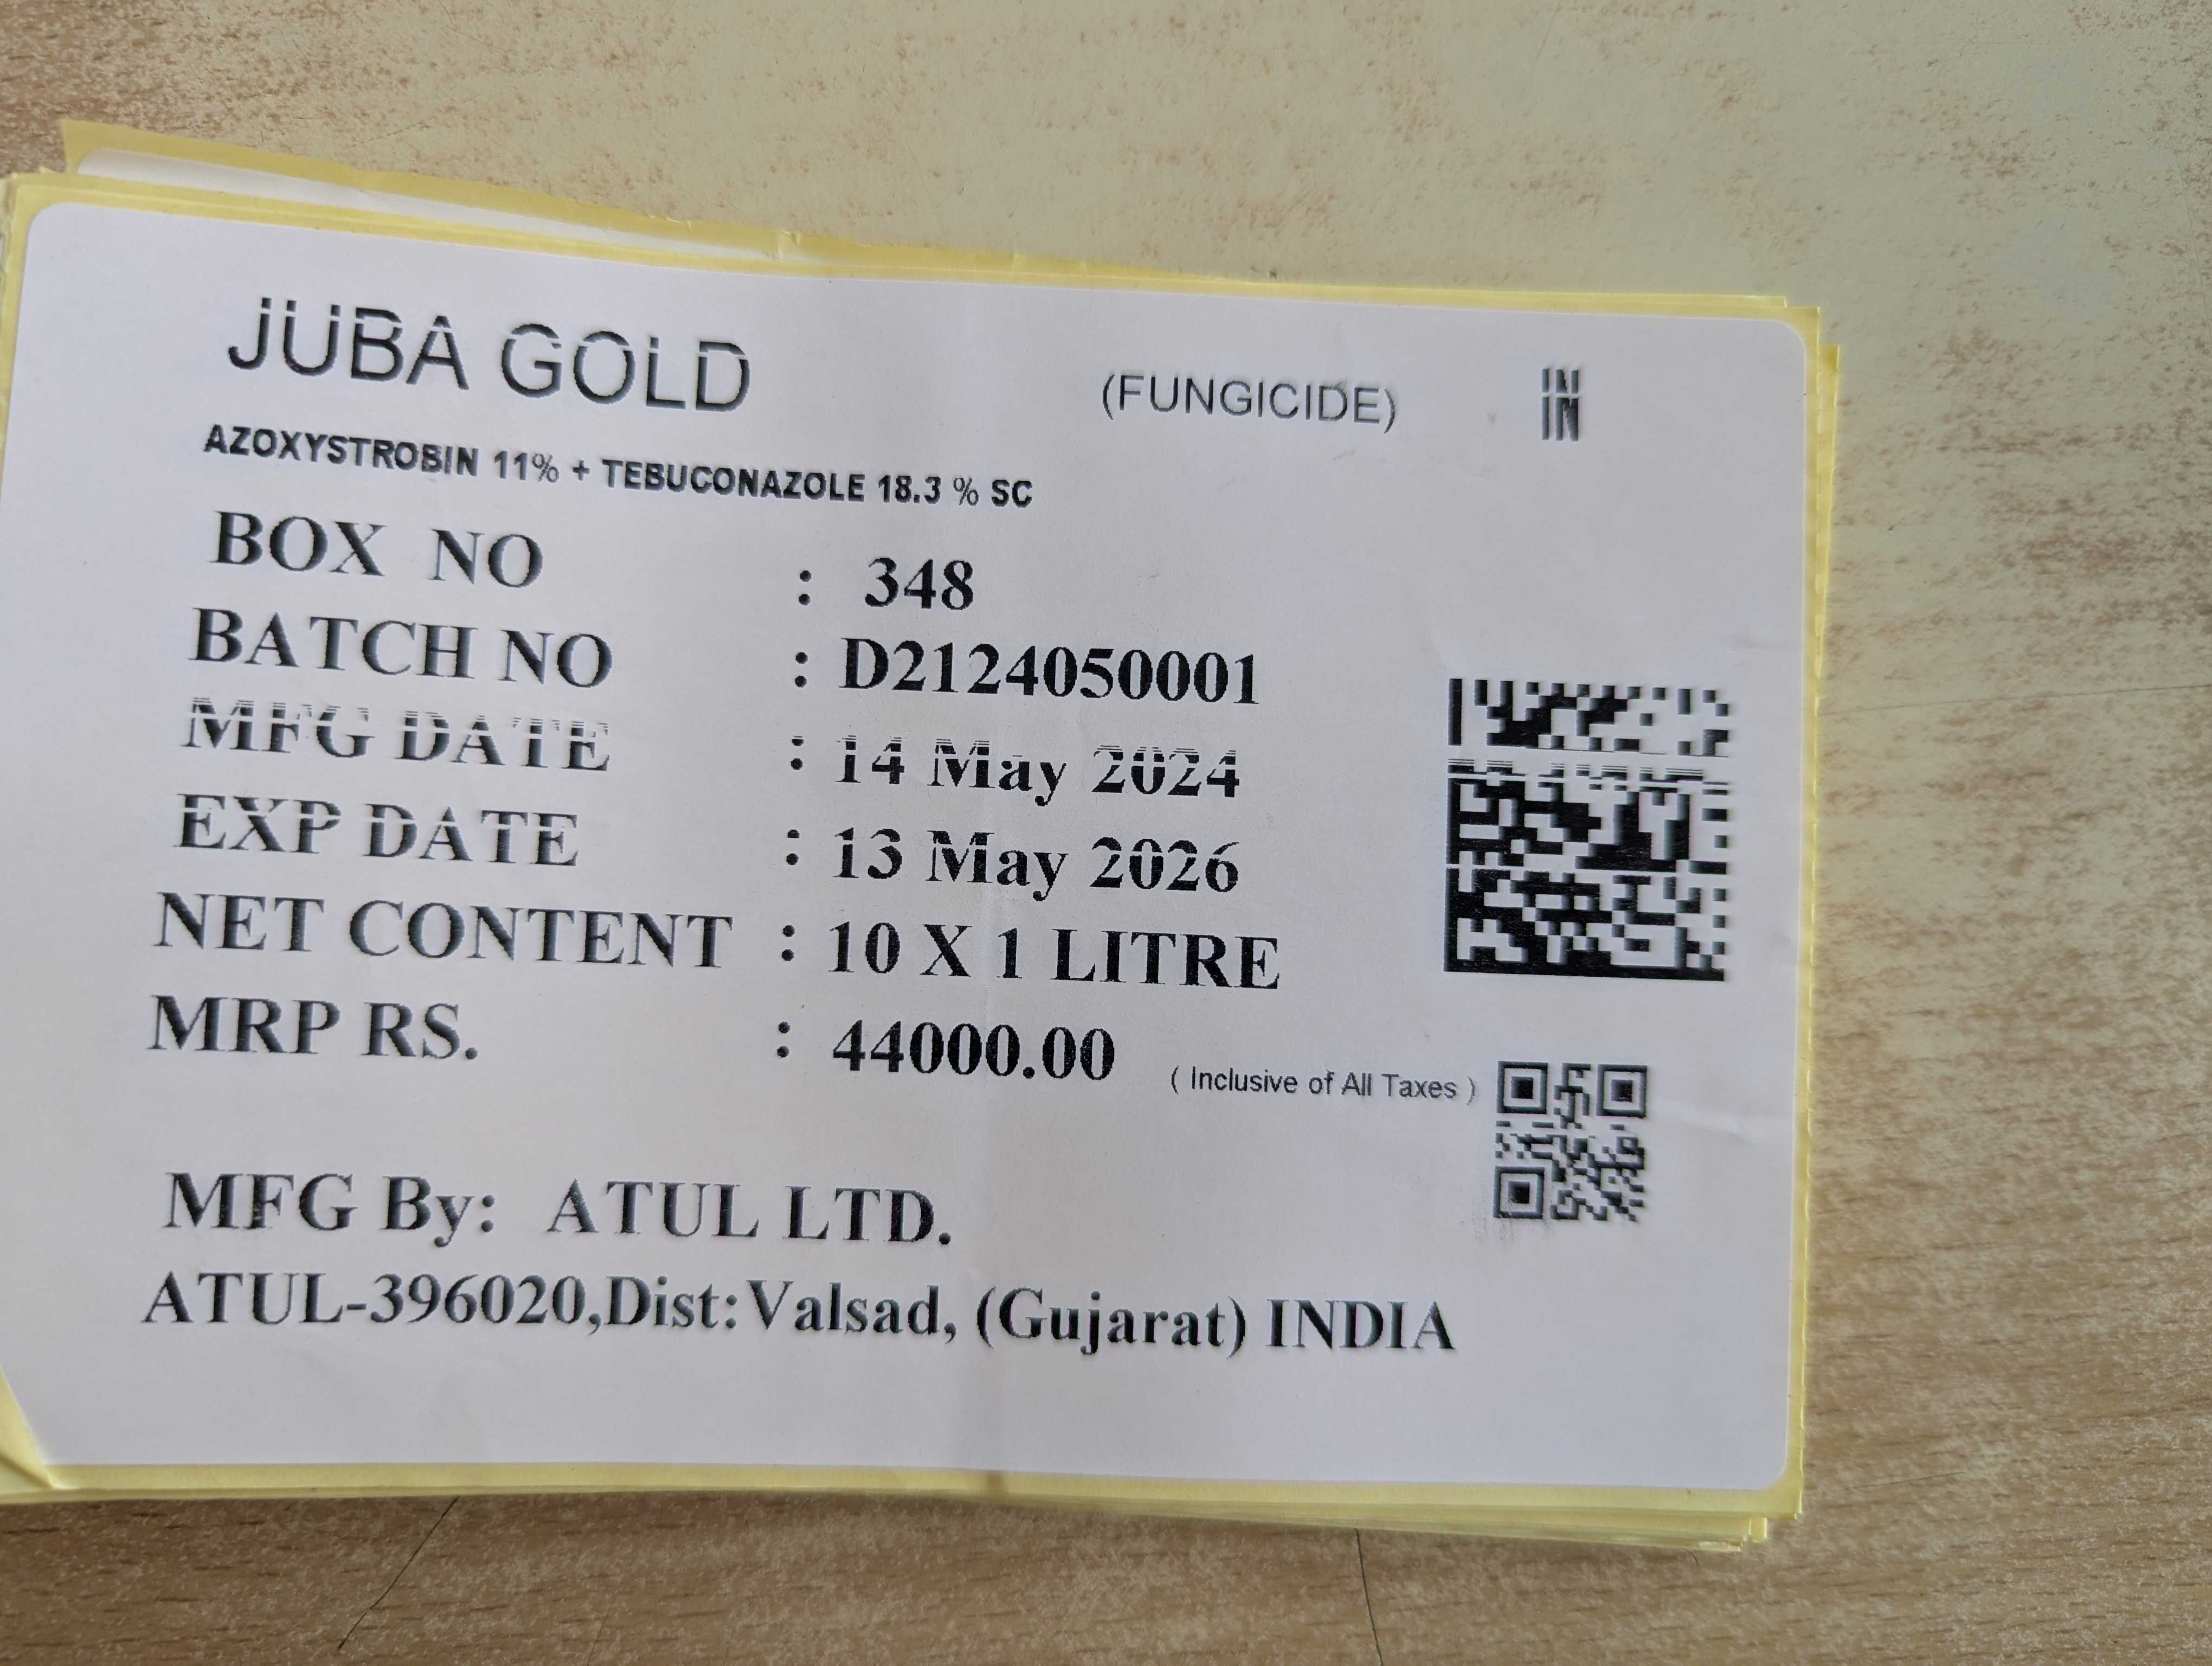 JUBA GOLD (FUNGICIDE) IN
AZOXYSTROBIN 11% + TEBUCONAZOLE 18.3 % SC
BOX NO : 348
BATCH NO : D2124050001
MFG DATE : 14 May 2024
EXP DATE : 13 May 2026
NET CONTENT : 10 X 1 LITRE
MRP RS. : 44000.00 ( Inclusive of All Taxes )
MFG By: ATUL LTD.
ATUL-396020,Dist:Valsad, (Gujarat) INDIA